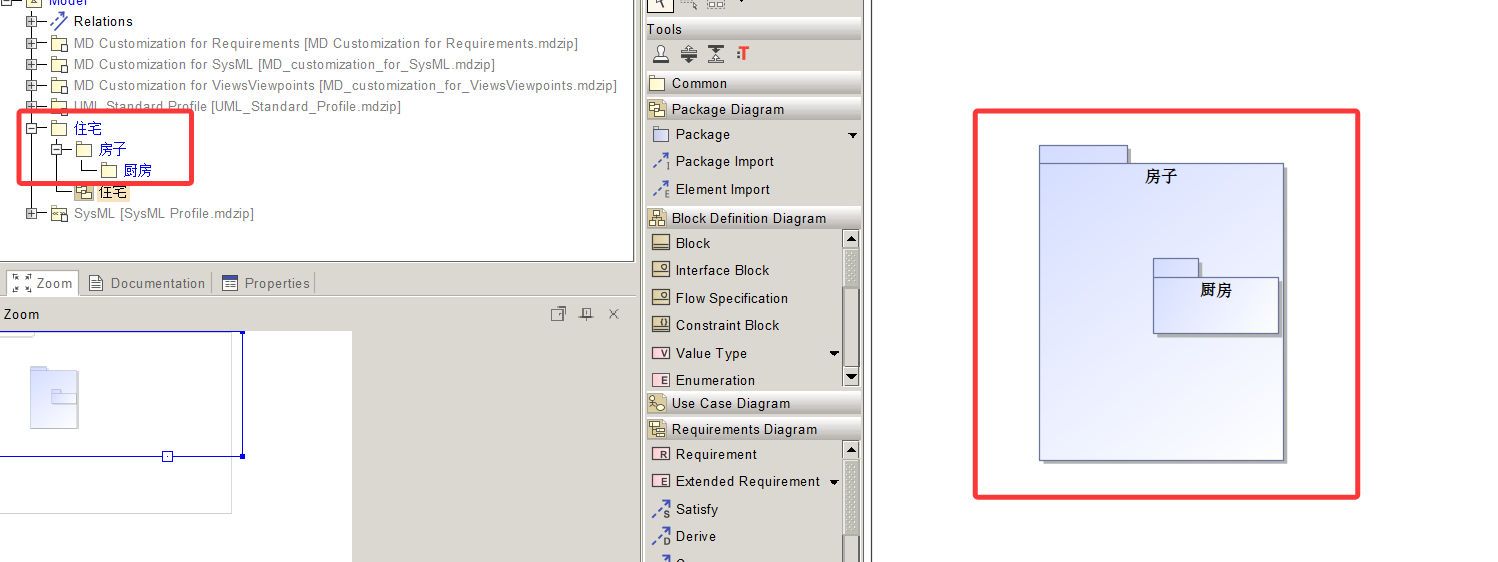 Model
Relations
MD Customization for Requirements [MD Customization for Requirements.mdzip]
MD Customization for SysML [MD_customization_for_SysML.mdzip]
MD Customization for ViewsViewpoints [MD_customization_for_ViewsViewpoints.mdzip]
UML_Standard_Profile [UML_Standard_Profile.mdzip]
住宅
房子
厨房
住宅
SysML [SysML Profile.mdzip]
Zoom
Documentation
Properties
Zoom
Tools
Common
Package Diagram
Package
Package Import
Element Import
Block Definition Diagram
Block
Interface Block
Flow Specification
Constraint Block
Value Type
Enumeration
Use Case Diagram
Requirements Diagram
Requirement
Extended Requirement
Satisfy
Derive
房子
厨房